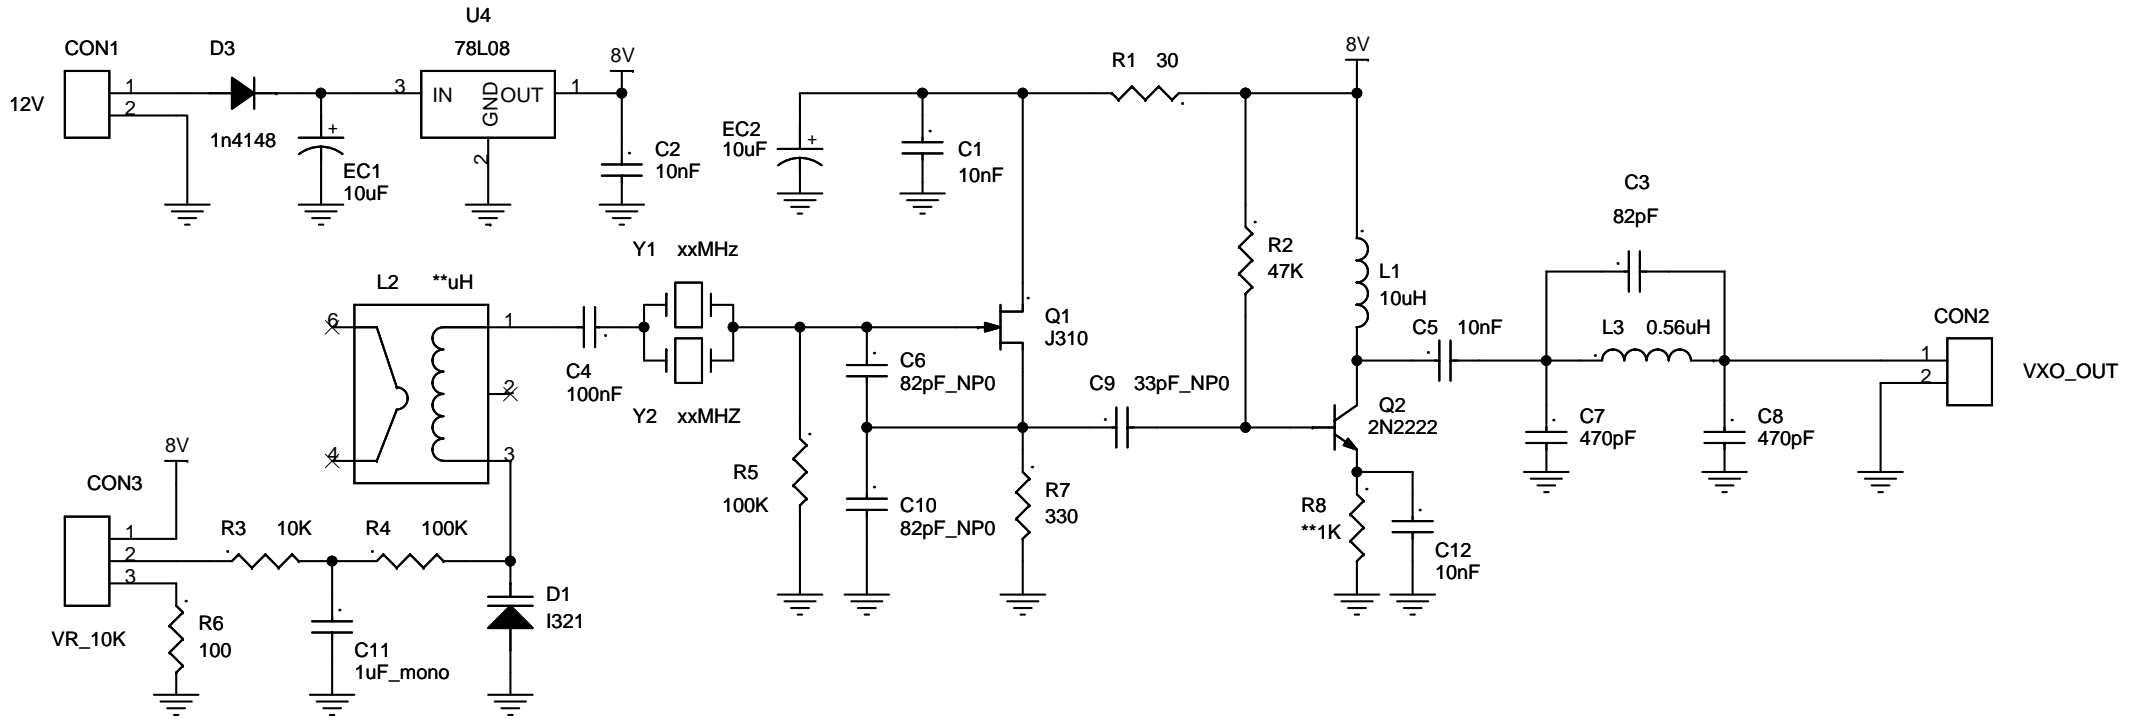 U4
CON1
D3
78L08
8V
1
2
3
IN
GND
OUT
1
12V
1n4148
+
EC1
10uF
2
C2
10nF
8V
R1 30
EC2
10uF
+
C1
10nF
C3
82pF
R2
47K
L1
10uH
Y1 xxMHz
L2 **uH
6
1
2
4
3
C4
100nF
Y2 xxMHZ
Q1
J310
C6
82pF_NP0
C9 33pF_NP0
C5 10nF
L3 0.56uH
CON2
1
2
VXO_OUT
Q2
2N2222
C7
470pF
C8
470pF
8V
CON3
1
2
3
R3 10K
R4 100K
R5
100K
C10
82pF_NP0
R7
330
R8
**1K
C12
10nF
D1
I321
VR_10K
R6
100
C11
1uF_mono